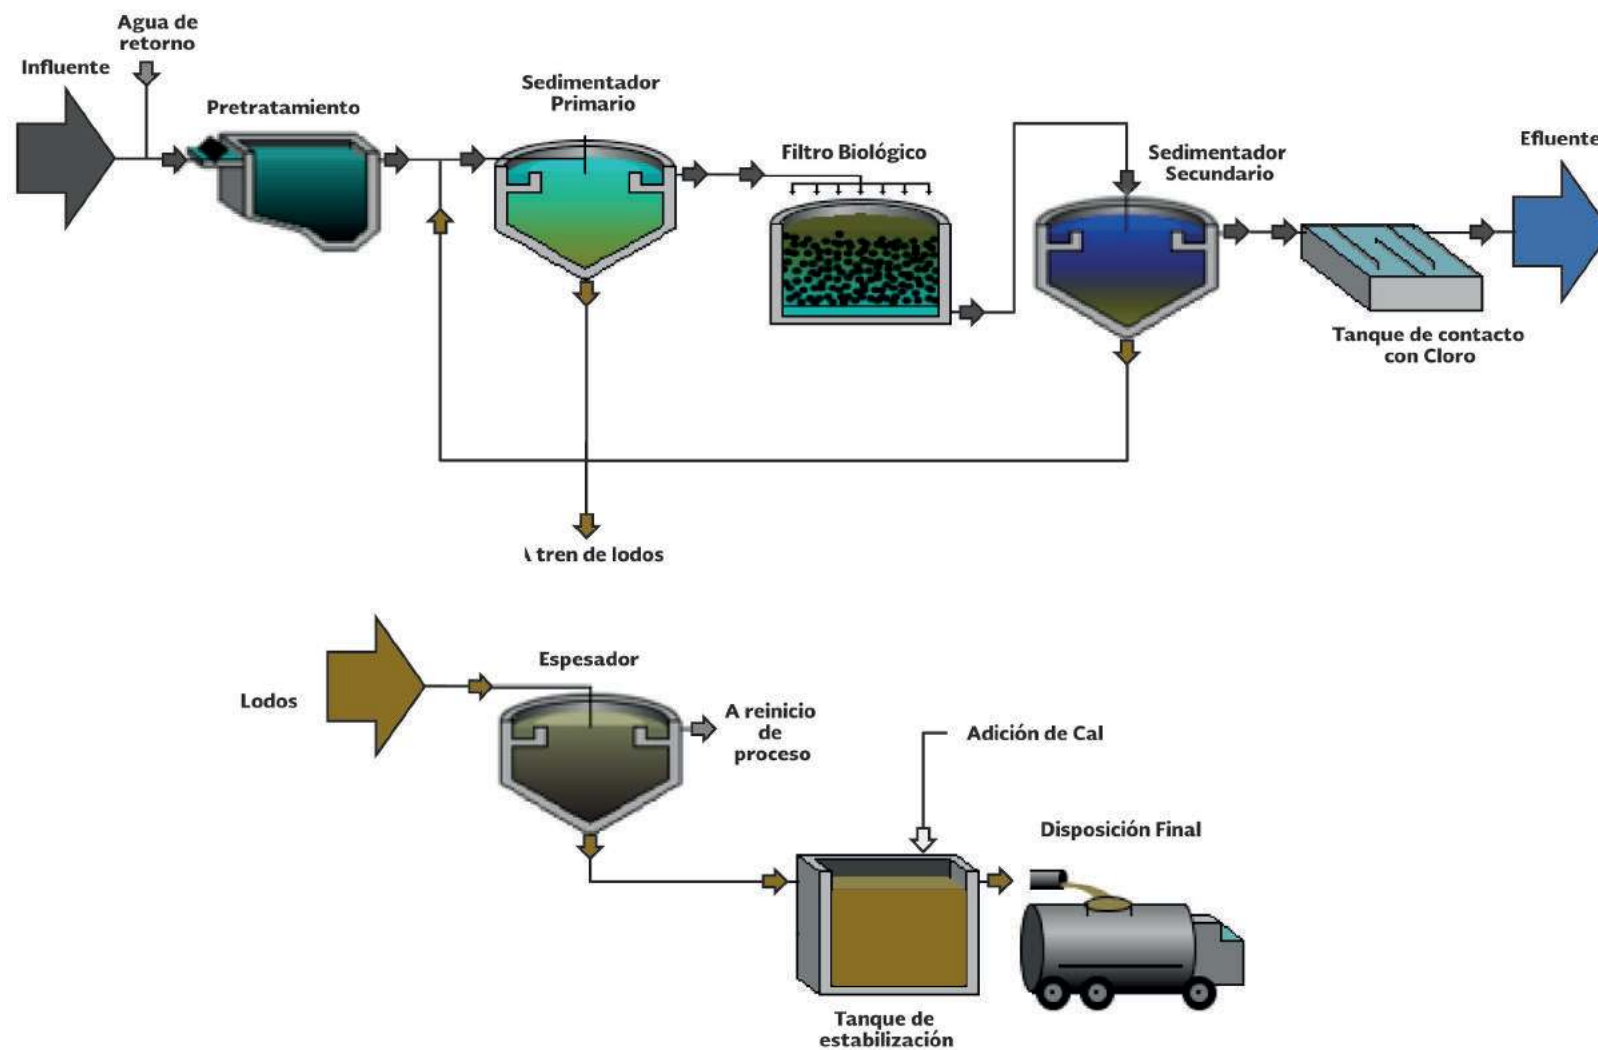 Agua de
retorno
Influente
Pretratamiento
Sedimentador
Primario
Filtro Biológico
Sedimentador
Secundario
Efluente
Tanque de contacto
con Cloro
A tren de lodos
Lodos
Espesador
A reinicio
de
proceso
Adición de Cal
Disposición Final
Tanque de
estabilización